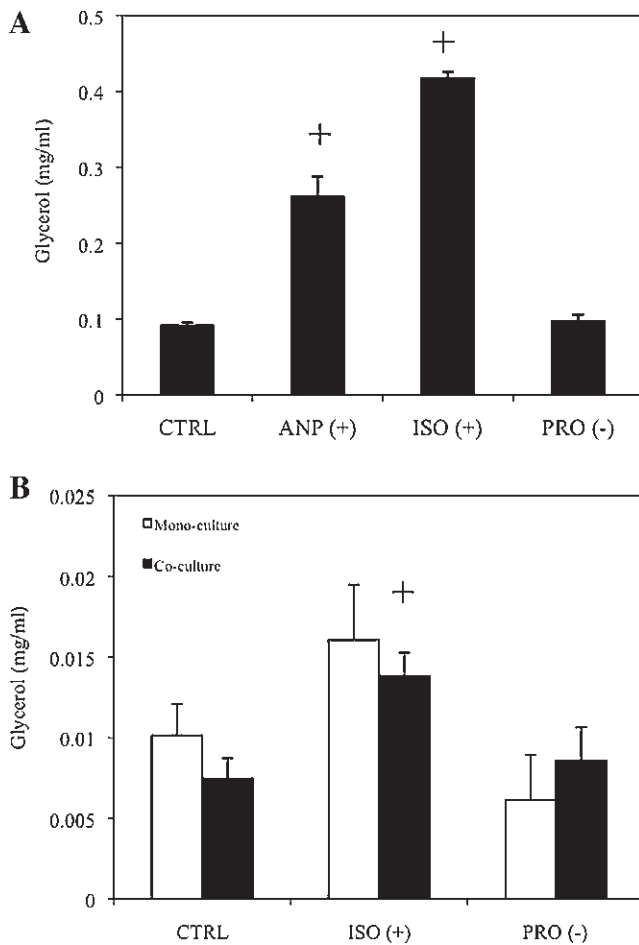 A
Glycerol (mg/ml)
0.5
0.4
0.3
0.2
0.1
0
+
+
CTRL ANP (+) ISO (+) PRO (-)
B
Glycerol (mg/ml)
0.025
0.02
0.015
0.01
0.005
0
Mono-culture
Co-culture
+
CTRL ISO (+) PRO (-)